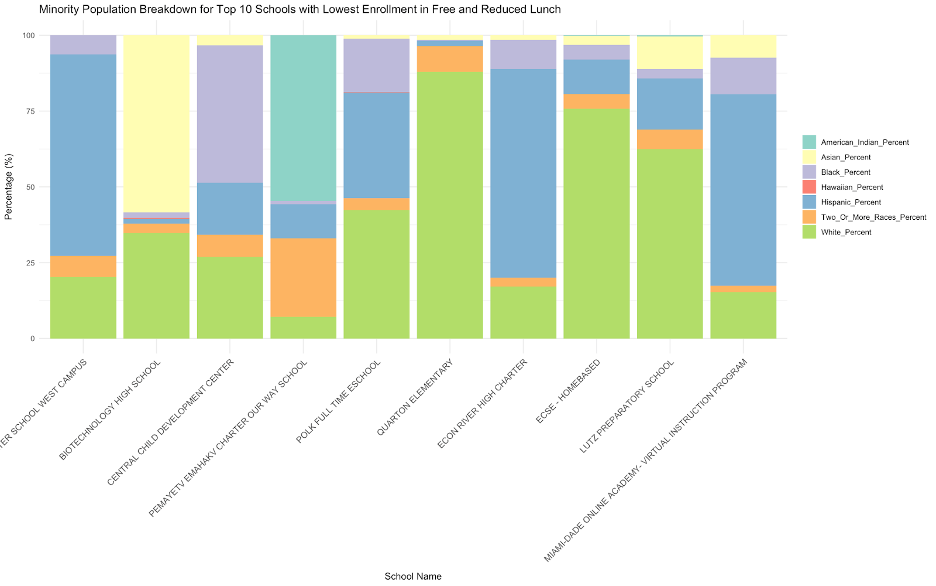 Minority Population Breakdown for Top 10 Schools with Lowest Enrollment in Free and Reduced Lunch
Percentage (%)
100
75
50
25
0
TER SCHOOL WEST CAMPUS
BIOTECHNOLOGY HIGH SCHOOL
CENTRAL CHILD DEVELOPMENT CENTER
PEMAYETV EMAHAKV CHARTER OUR WAY SCHOOL
POLK FULL TIME ESCHOOL
QUARTON ELEMENTARY
ECON RIVER HIGH CHARTER
ECSE - HOMEBASED
LUTZ PREPARATORY SCHOOL
MIAMI-DADE ONLINE ACADEMY- VIRTUAL INSTRUCTION PROGRAM
School Name
American_Indian_Percent
Asian_Percent
Black_Percent
Hawaiian_Percent
Hispanic_Percent
Two_Or_More_Races_Percent
White_Percent